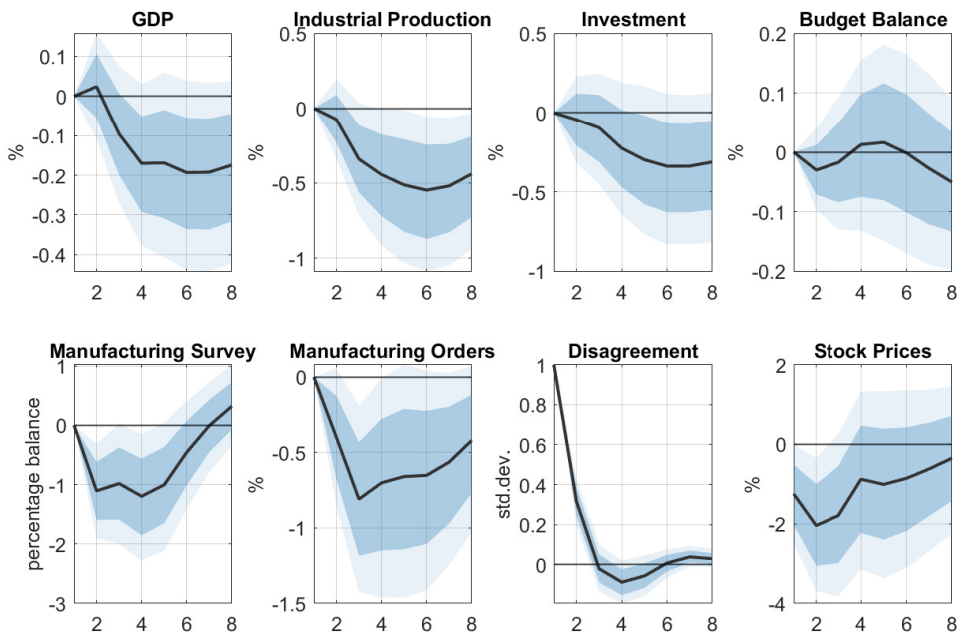 GDP
Industrial Production
Investment
Budget Balance
0.1
0
-0.1
-0.2
-0.3
-0.4
%
2 4 6 8
0.5
0
-0.5
-1
%
2 4 6 8
0.5
0
-0.5
-1
%
2 4 6 8
0.2
0.1
0
-0.1
-0.2
%
2 4 6 8
Manufacturing Survey
Manufacturing Orders
Disagreement
Stock Prices
1
0
-1
-2
-3
percentage balance
2 4 6 8
0
-0.5
-1
-1.5
%
2 4 6 8
1
0.8
0.6
0.4
0.2
0
std.dev.
2 4 6 8
2
0
-2
-4
%
2 4 6 8